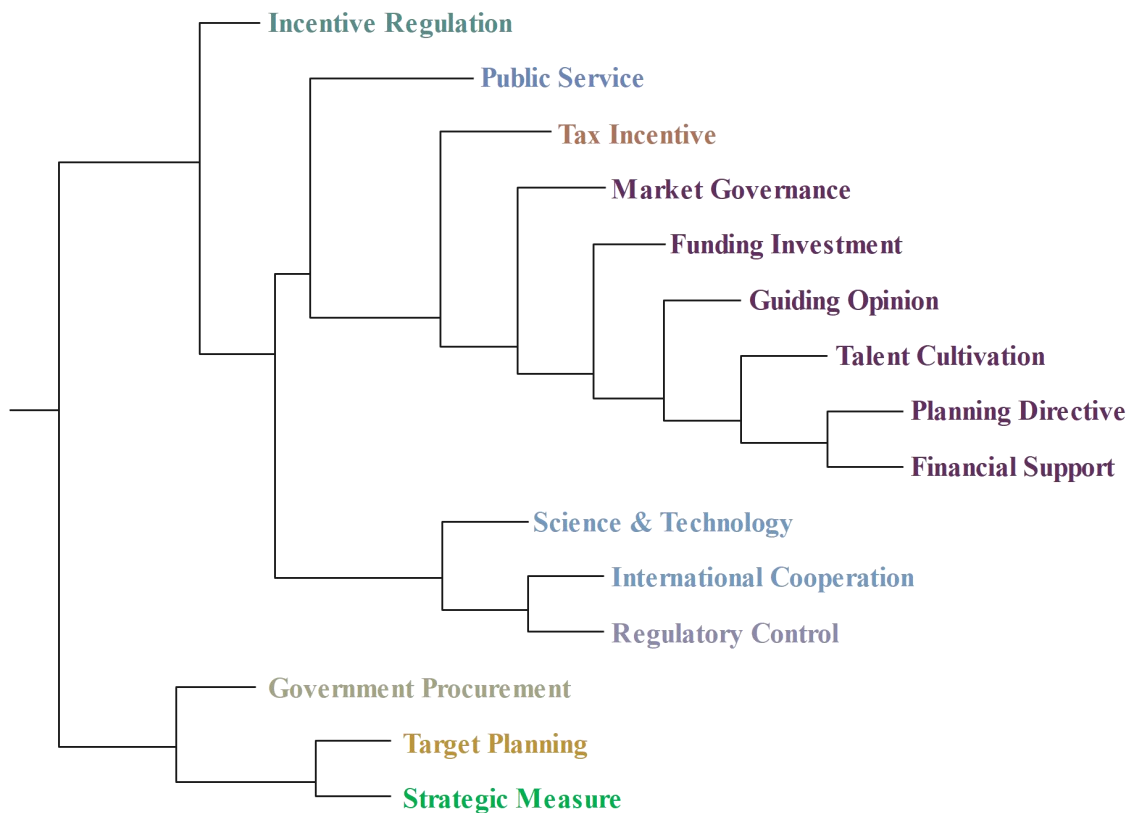 Incentive Regulation
Public Service
Tax Incentive
Market Governance
Funding Investment
Guiding Opinion
Talent Cultivation
Planning Directive
Financial Support
Science & Technology
International Cooperation
Regulatory Control
Government Procurement
Target Planning
Strategic Measure